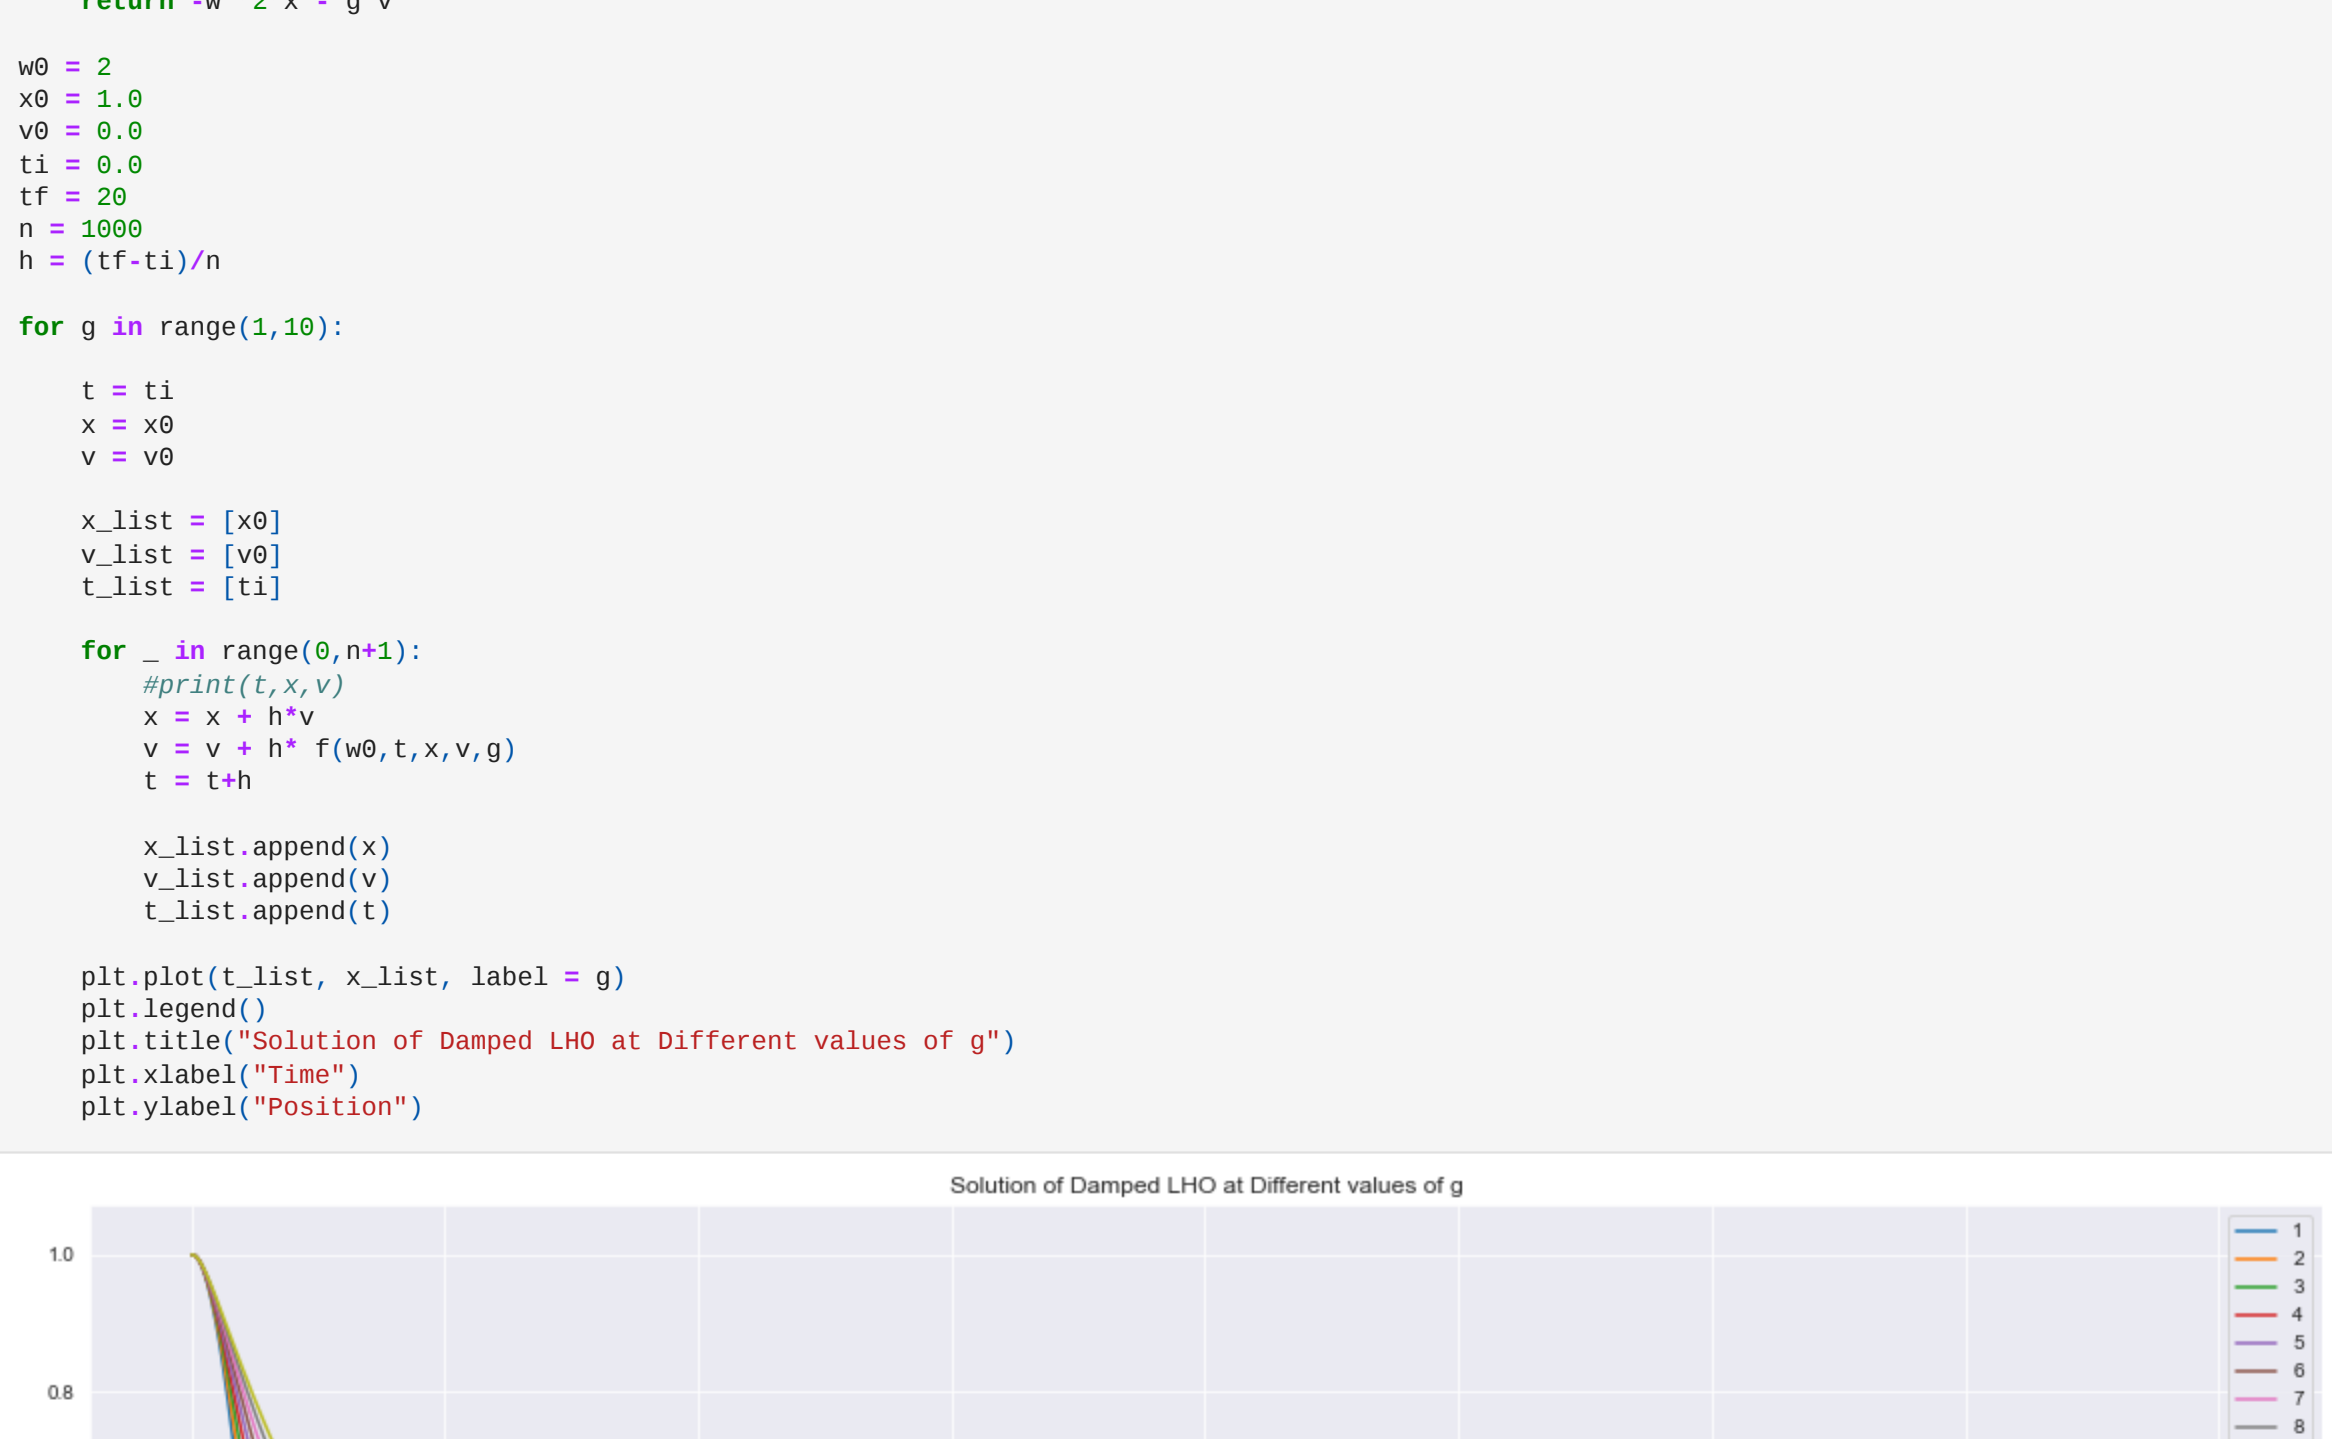 return -w  2 x - g v
w0 = 2
x0 = 1.0
v0 = 0.0
ti = 0.0
tf = 20
n = 1000
h = (tf-ti)/n
for g in range(1,10):
    t = ti
    x = x0
    v = v0
    x_list = [x0]
    v_list = [v0]
    t_list = [ti]
    for _ in range(0,n+1):
        #print(t,x,v)
        x = x + h*v
        v = v + h* f(w0,t,x,v,g)
        t = t+h
        x_list.append(x)
        v_list.append(v)
        t_list.append(t)
    plt.plot(t_list, x_list, label = g)
    plt.legend()
    plt.title("Solution of Damped LHO at Different values of g")
    plt.xlabel("Time")
    plt.ylabel("Position")
Solution of Damped LHO at Different values of g
1.0
0.8
1
2
3
4
5
6
7
8